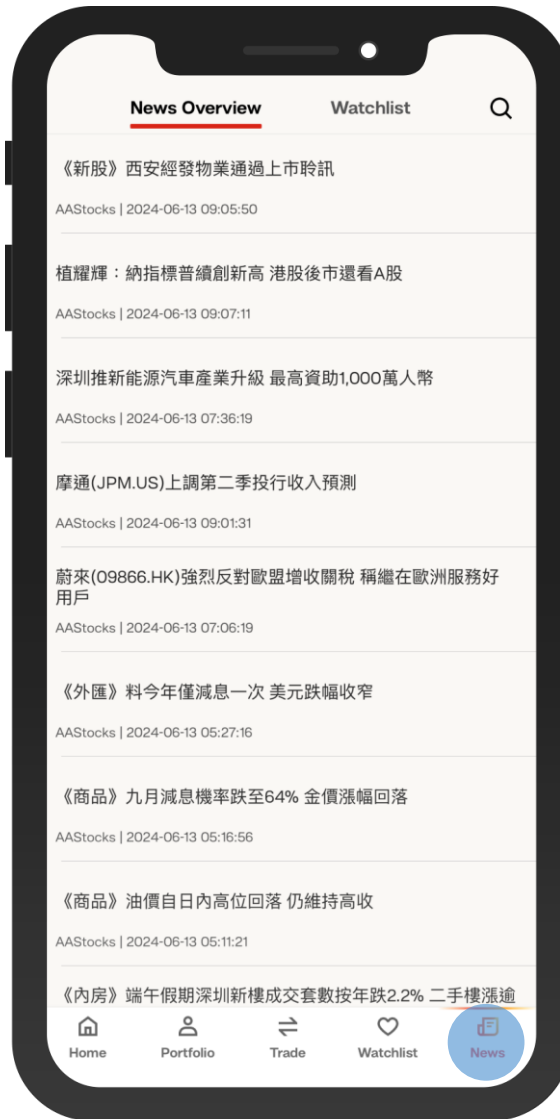 News Overview Watchlist
《新股》西安經發物業通過上市聆訊
AAStocks | 2024-06-13 09:05:50
植耀輝：納指標普續創新高 港股後市還看A股
AAStocks | 2024-06-13 09:07:11
深圳推新能源汽車產業升級 最高資助1,000萬人幣
AAStocks | 2024-06-13 07:36:19
摩通(JPM.US)上調第二季投行收入預測
AAStocks | 2024-06-13 09:01:31
蔚來(09866.HK)強烈反對歐盟增收關稅 稱繼在歐洲服務好
用戶
AAStocks | 2024-06-13 07:06:19
《外匯》料今年僅減息一次 美元跌幅收窄
AAStocks | 2024-06-13 05:27:16
《商品》九月減息機率跌至64% 金價漲幅回落
AAStocks | 2024-06-13 05:16:56
《商品》油價自日內高位回落 仍維持高收
AAStocks | 2024-06-13 05:11:21
《內房》端午假期深圳新樓成交套數按年跌2.2% 二手樓漲逾
Home Portfolio Trade Watchlist News